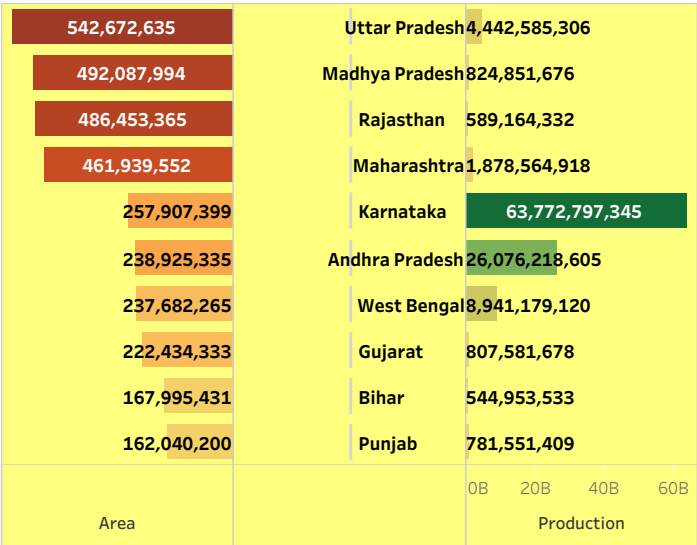 542,672,635 Uttar Pradesh 4,442,585,306
492,087,994 Madhya Pradesh 824,851,676
486,453,365 Rajasthan 589,164,332
461,939,552 Maharashtra 1,878,564,918
257,907,399 Karnataka 63,772,797,345
238,925,335 Andhra Pradesh 26,076,218,605
237,682,265 West Bengal 8,941,179,120
222,434,333 Gujarat 807,581,678
167,995,431 Bihar 544,953,533
162,040,200 Punjab 781,551,409
0B 20B 40B 60B
Area Production